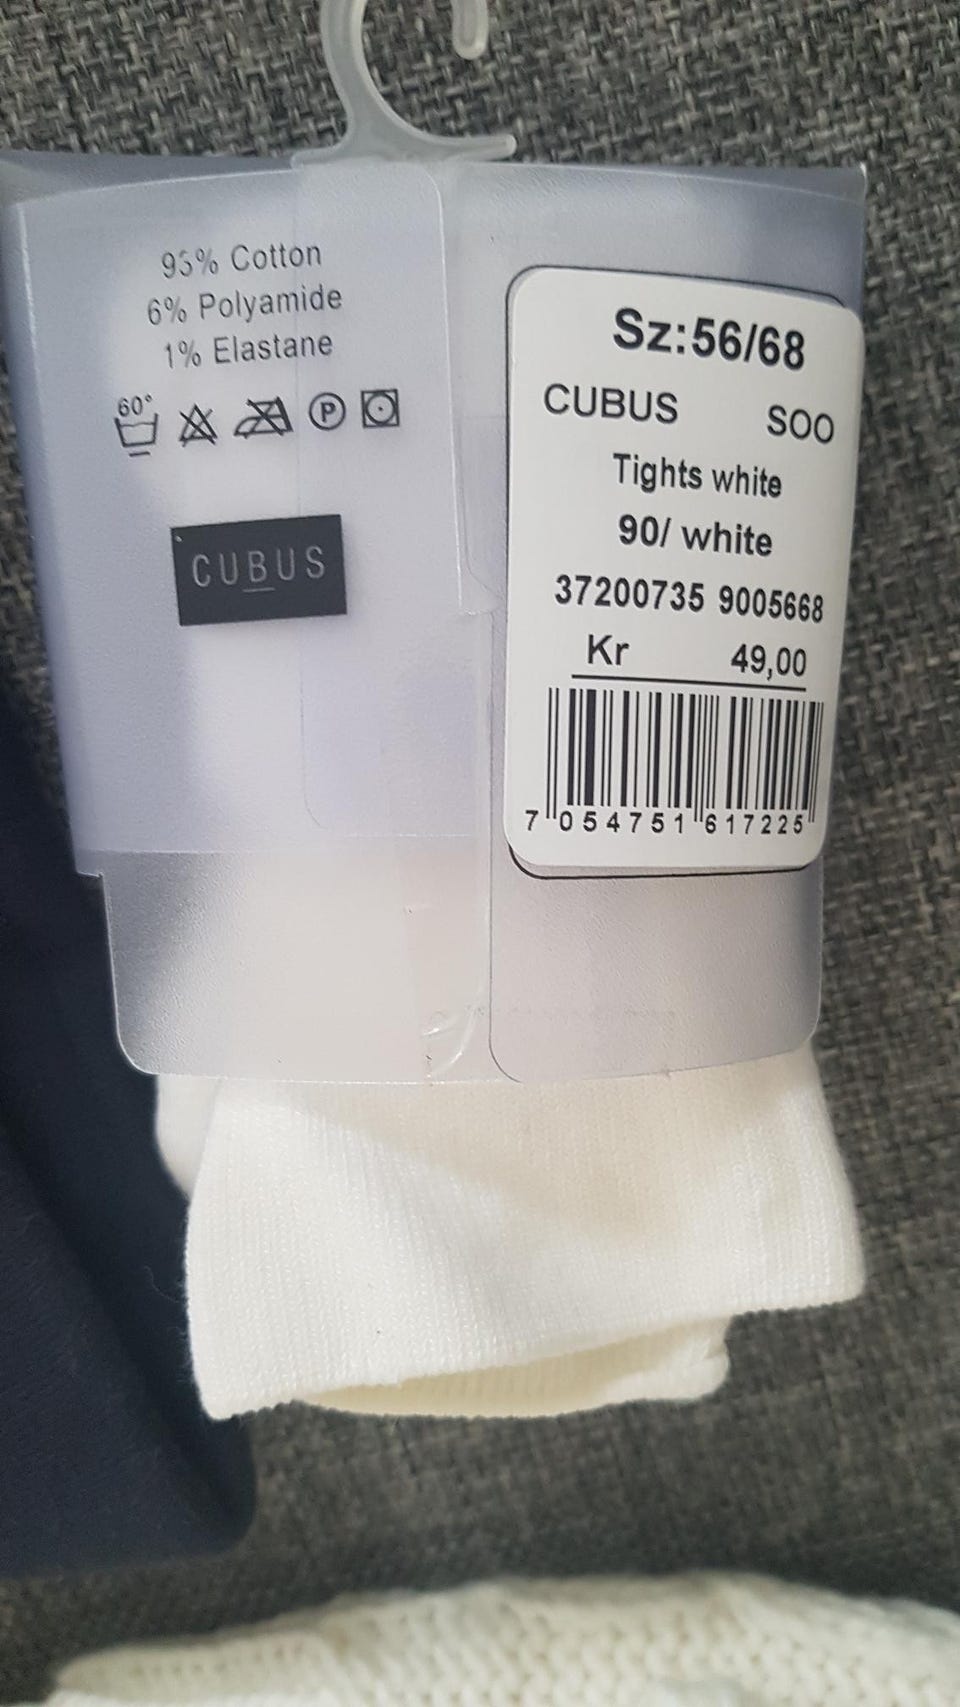 93% Cotton
6% Polyamide
1% Elastane
60°
P
CUBUS
Sz:56/68
CUBUS SOO
Tights white
90/ white
37200735 9005668
Kr 49,00
7 054751 617225